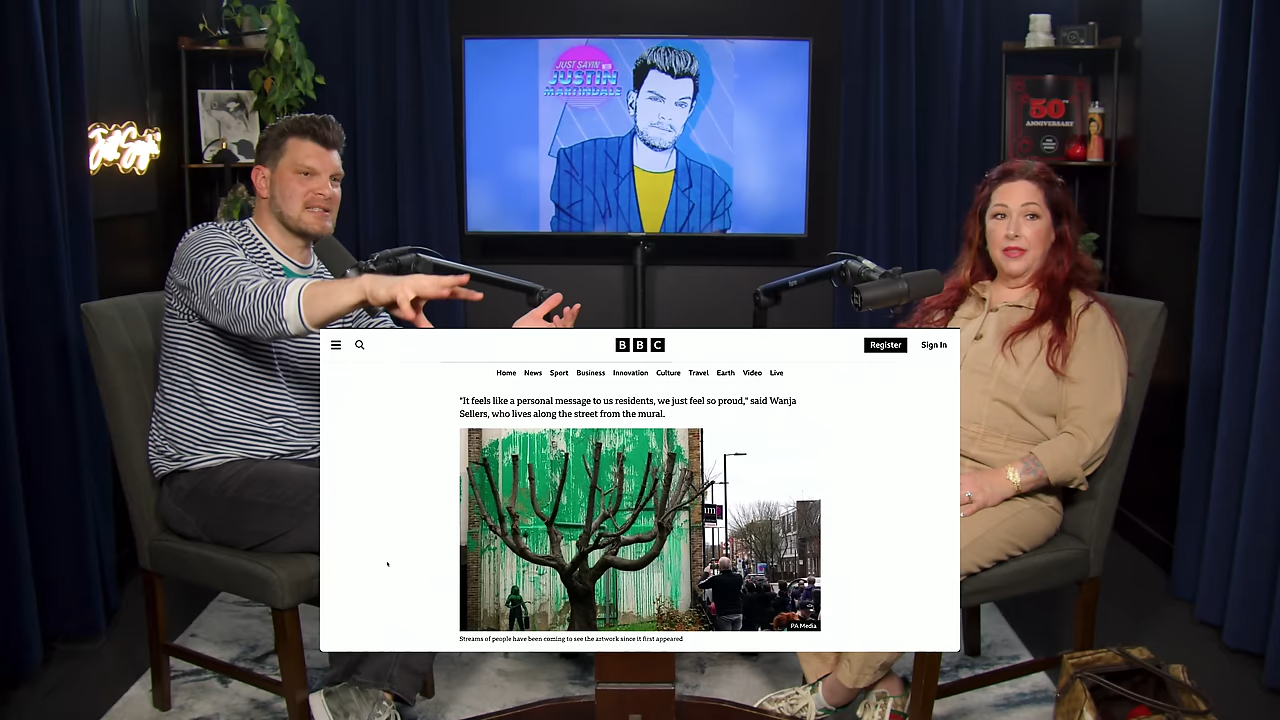 JUST SAYIN' WITH
JUSTIN
MARTINDALE
50TH
ANNIVERSARY
BBC
Register
Sign In
Home News Sport Business Innovation Culture Travel Earth Video Live
"It feels like a personal message to us residents, we just feel so proud," said Wanja
Sellers, who lives along the street from the mural.
PA Media
Streams of people have been coming to see the artwork since it first appeared